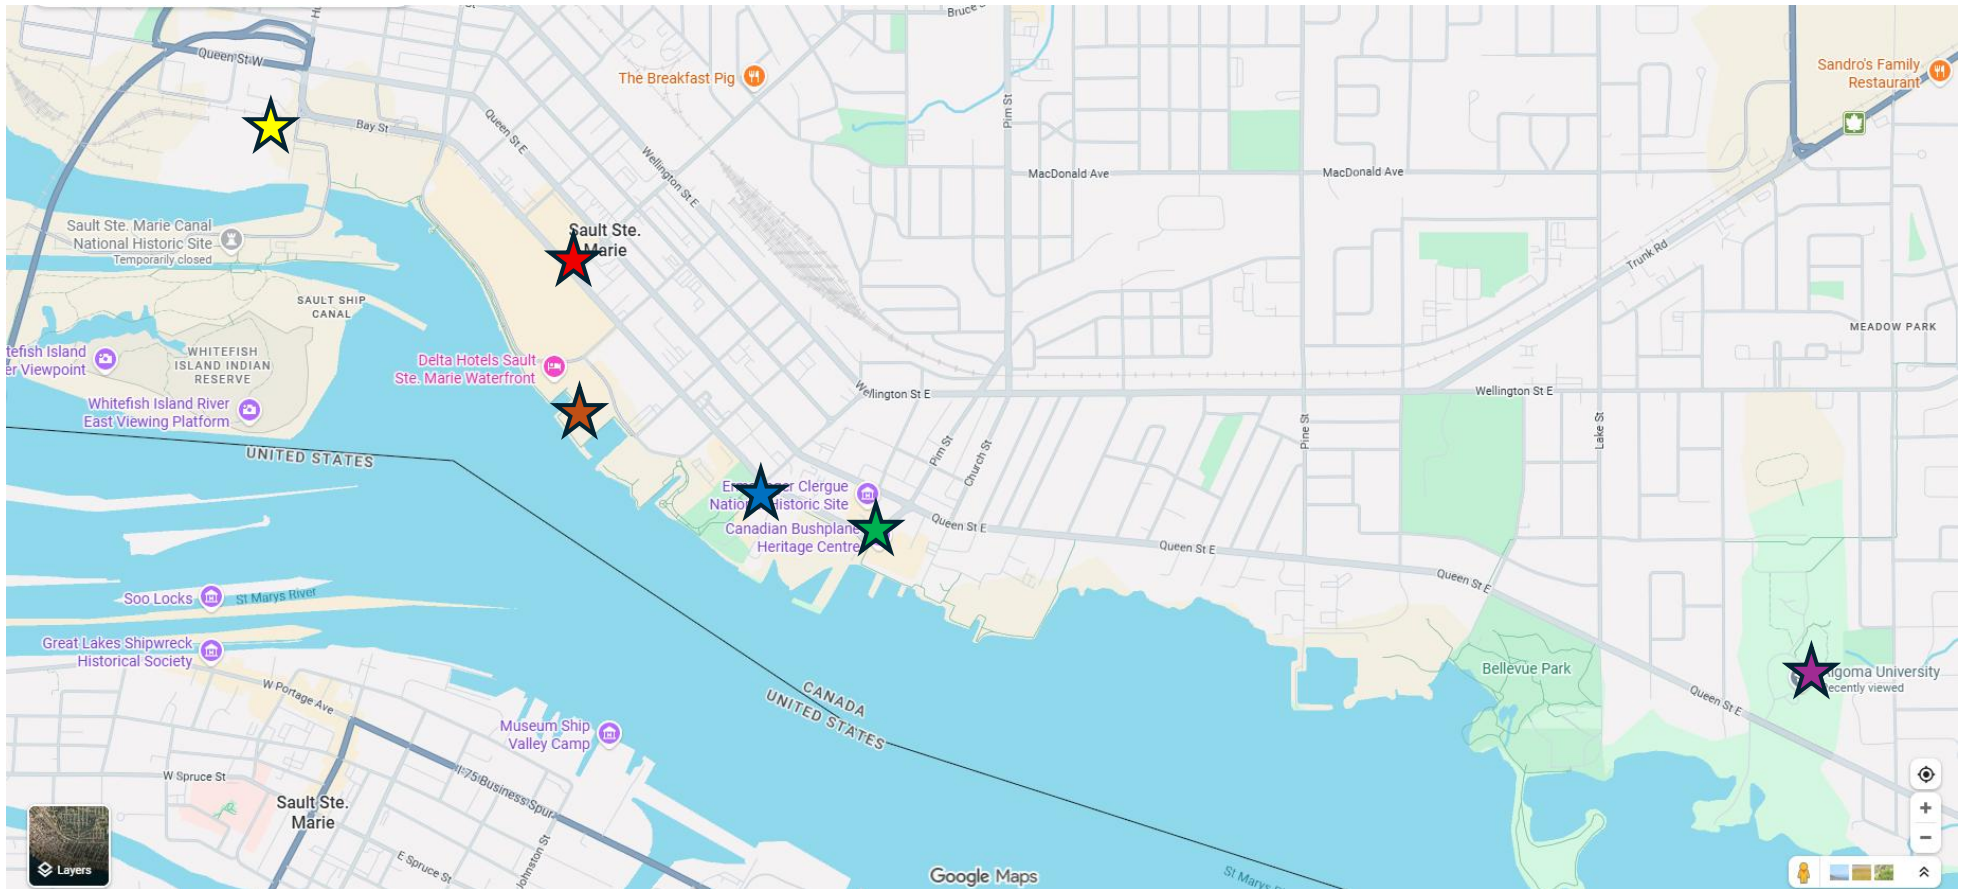 Bruce S
Queen St W
The Breakfast Pig
Sandro's Family
Restaurant
Bay St
Queen St E
Pim St
Wellington St E
MacDonald Ave
MacDonald Ave
Sault Ste. Marie Canal
National Historic Site
Temporarily closed
Sault Ste.
Marie
Trunk Rd
SAULT SHIP
CANAL
MEADOW PARK
tefish Island
er Viewpoint
WHITEFISH
ISLAND INDIAN
RESERVE
Delta Hotels Sault
Ste. Marie Waterfront
Wellington St E
Wellington St E
Whitefish Island River
East Viewing Platform
Pine St
Lake St
Pim St
Church St
UNITED STATES
Clergue
Historic Site
Canadian Bushplane
Heritage Centre
Queen St E
Queen St E
Queen St E
Soo Locks
St Marys River
Great Lakes Shipwreck
Historical Society
Bellevue Park
lgoma University
ecently viewed
W Portage Ave
CANADA
UNITED STATES
Queen St E
Museum Ship
Valley Camp
W Spruce St
I-75 Business Spur
Sault Ste.
Marie
Johnston St
E Spruce St
Layers
Google Maps
St Marys